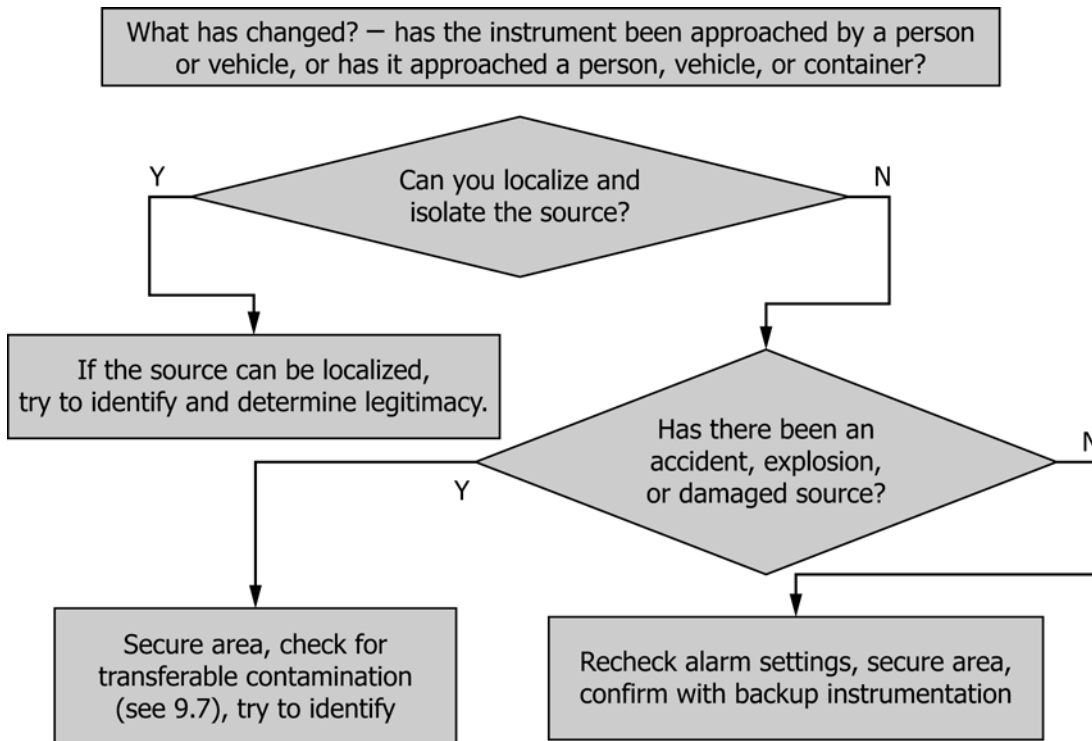 What has changed? – has the instrument been approached by a person
or vehicle, or has it approached a person, vehicle, or container?
Y
N
Can you localize and
isolate the source?
If the source can be localized,
try to identify and determine legitimacy.
Has there been an
accident, explosion,
or damaged source?
N
Y
Secure area, check for
transferable contamination
(see 9.7), try to identify
Recheck alarm settings, secure area,
confirm with backup instrumentation